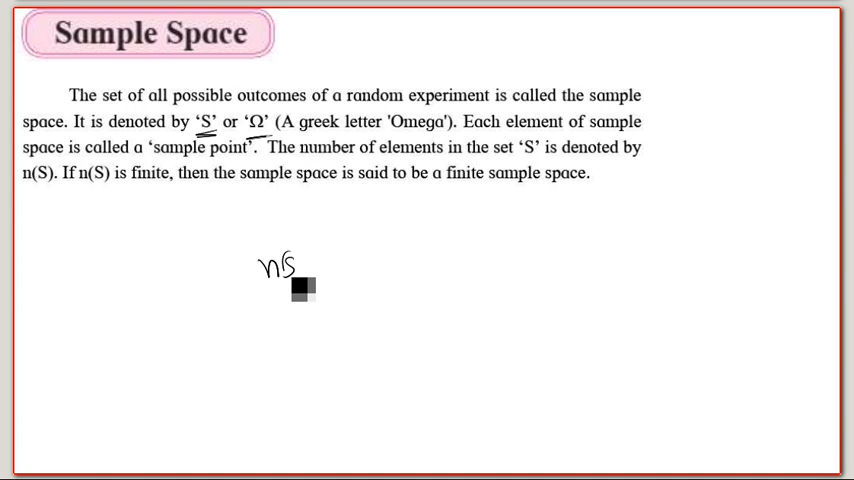 Sample Space
The set of all possible outcomes of a random experiment is called the sample
space. It is denoted by ‘S’ or ‘Ω’ (A greek letter 'Omega'). Each element of sample
space is called a ‘sample point’. The number of elements in the set ‘S’ is denoted by
n(S). If n(S) is finite, then the sample space is said to be a finite sample space.
n(S